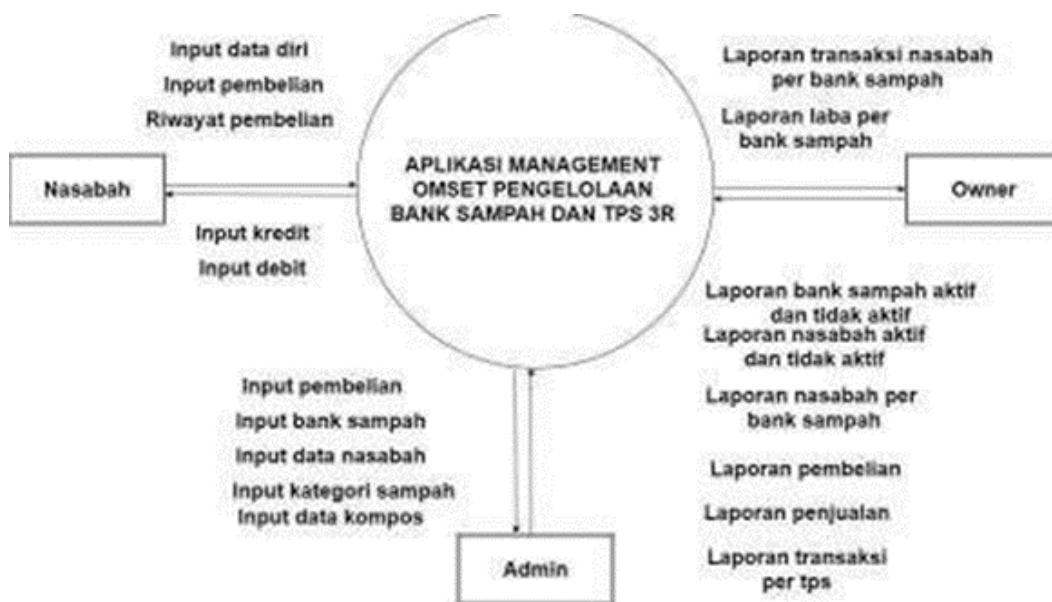 Input data diri
Input pembelian
Riwayat pembelian
Nasabah
Input kredit
Input debit
APLIKASI MANAGEMENT
OMSET PENGELOLAAN
BANK SAMPAH DAN TPS 3R
Laporan transaksi nasabah
per bank sampah
Laporan laba per
bank sampah
Owner
Laporan bank sampah aktif
dan tidak aktif
Laporan nasabah aktif
dan tidak aktif
Laporan nasabah per
bank sampah
Laporan pembelian
Laporan penjualan
Laporan transaksi
per tps
Input pembelian
Input bank sampah
Input data nasabah
Input kategori sampah
Input data kompos
Admin